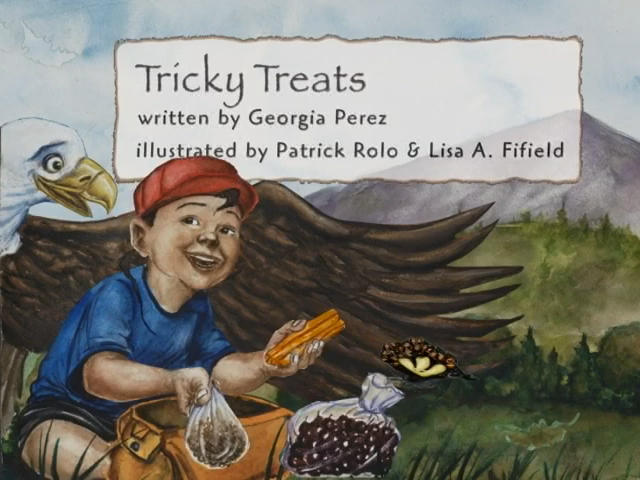 Tricky Treats
written by Georgia Perez
illustrated by Patrick Rolo & Lisa A. Fifield